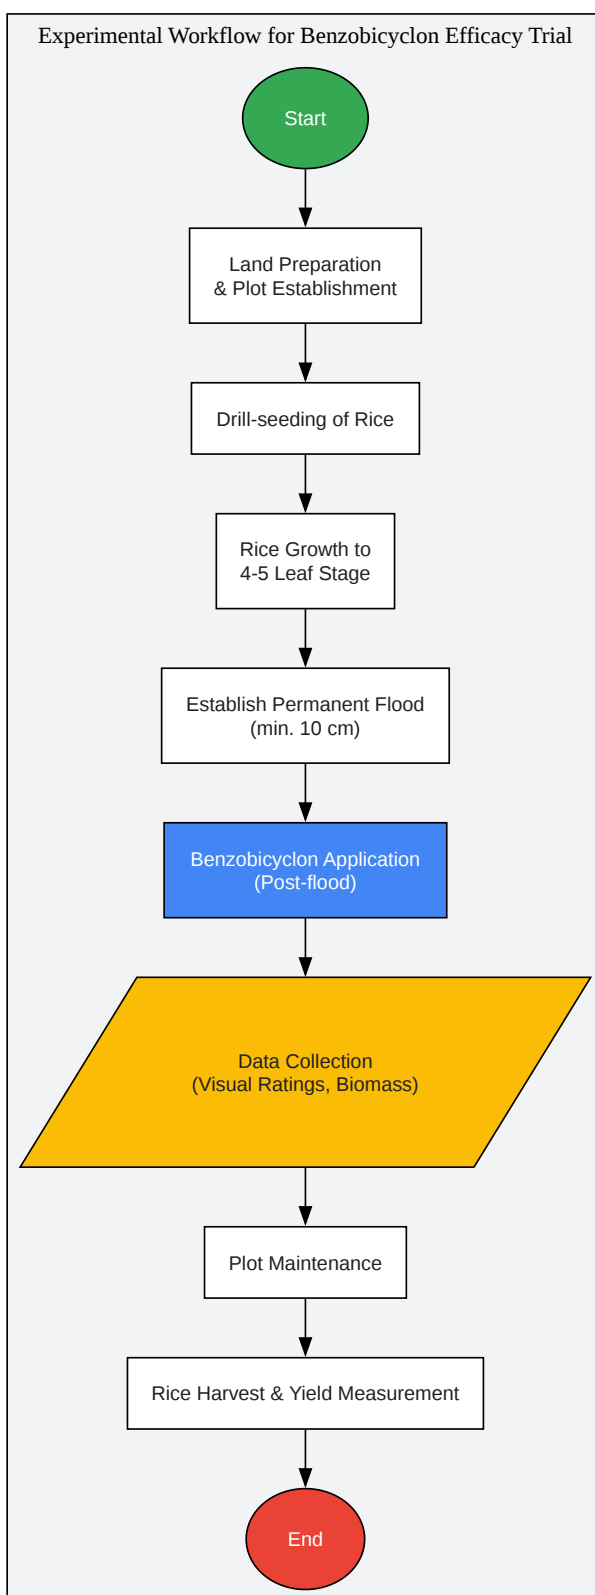 Experimental Workflow for Benzobicyclon Efficacy Trial
Start
Land Preparation
& Plot Establishment
Drill-seeding of Rice
Rice Growth to
4-5 Leaf Stage
Establish Permanent Flood
(min. 10 cm)
Benzobicyclon Application
(Post-flood)
Data Collection
(Visual Ratings, Biomass)
Plot Maintenance
Rice Harvest & Yield Measurement
End